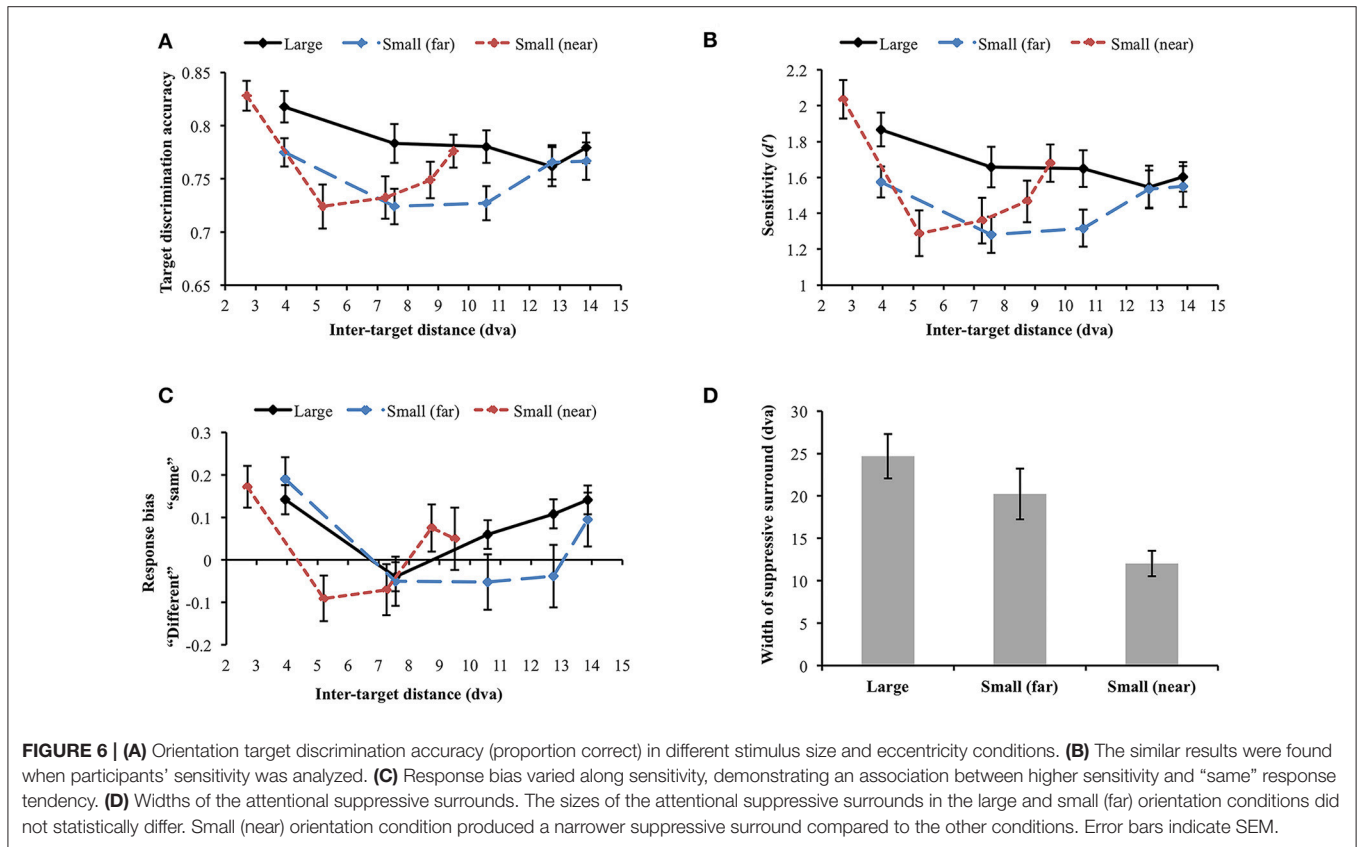 A
Large Small (far) Small (near)
0.85
0.8
0.75
0.7
0.65
Target discrimination accuracy
2 3 4 5 6 7 8 9 10 11 12 13 14 15
Inter-target distance (dva)
B
Large Small (far) Small (near)
2.2
2
1.8
1.6
1.4
1.2
1
Sensitivity (d')
2 3 4 5 6 7 8 9 10 11 12 13 14 15
Inter-target distance (dva)
C
Large Small (far) Small (near)
0.3
0.2
0.1
0
-0.1
-0.2
Response bias
“Different” “same”
2 3 4 5 6 7 8 9 10 11 12 13 14 15
Inter-target distance (dva)
D
30
25
20
15
10
5
0
Width of suppressive surround (dva)
Large Small (far) Small (near)
FIGURE 6 | (A) Orientation target discrimination accuracy (proportion correct) in different stimulus size and eccentricity conditions. (B) The similar results were found
when participants’ sensitivity was analyzed. (C) Response bias varied along sensitivity, demonstrating an association between higher sensitivity and “same” response
tendency. (D) Widths of the attentional suppressive surrounds. The sizes of the attentional suppressive surrounds in the large and small (far) orientation conditions did
not statistically differ. Small (near) orientation condition produced a narrower suppressive surround compared to the other conditions. Error bars indicate SEM.